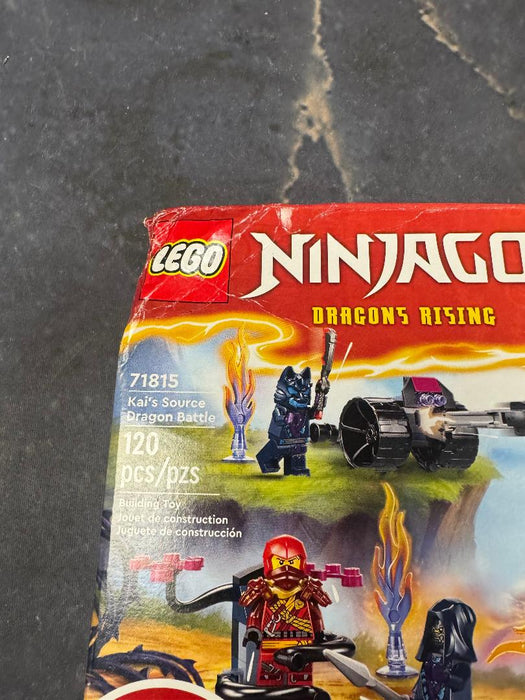 LEGO
NINJAGO
DRAGONS RISING
71815
Kai's Source
Dragon Battle
120
pcs/pzs
Building Toy
Jouet de construction
Juguete de construcción